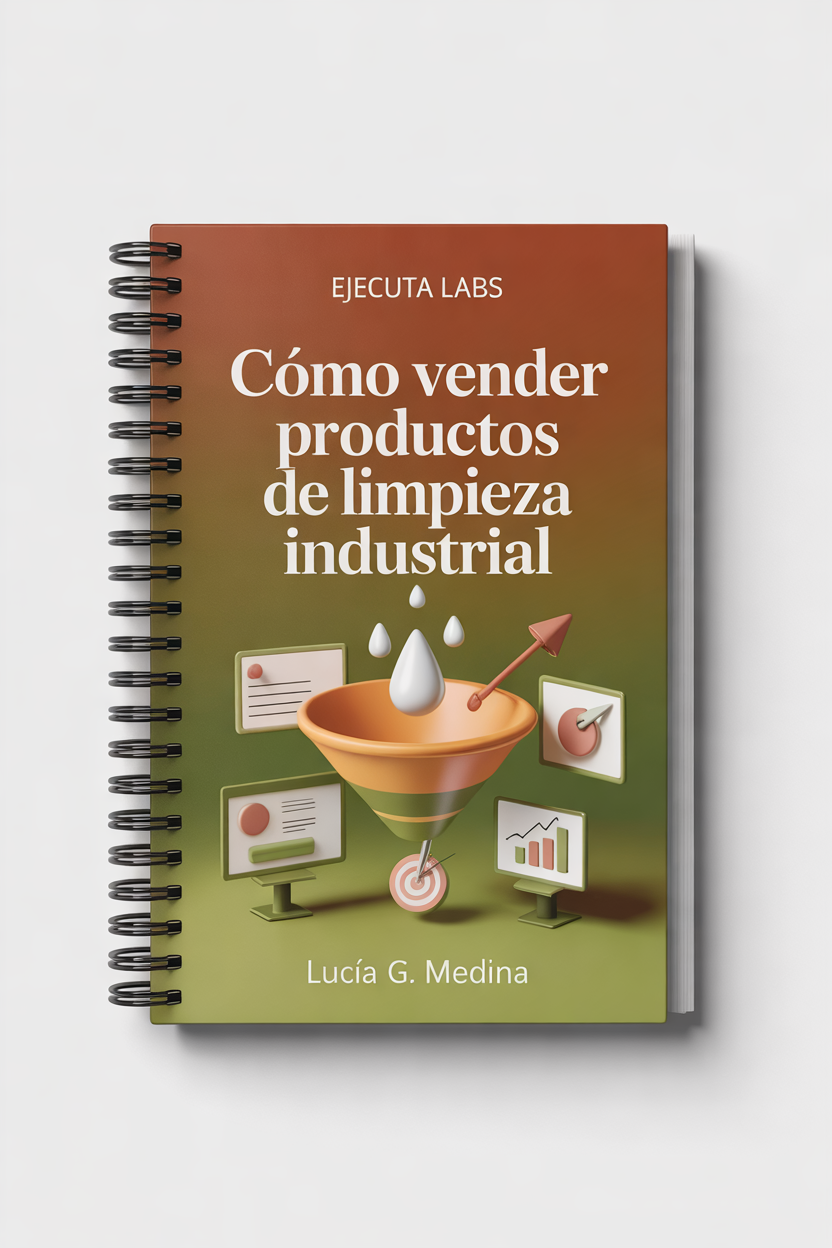 EJECUTA LABS
Cómo vender
productos
de limpieza
industrial
Lucía G. Medina